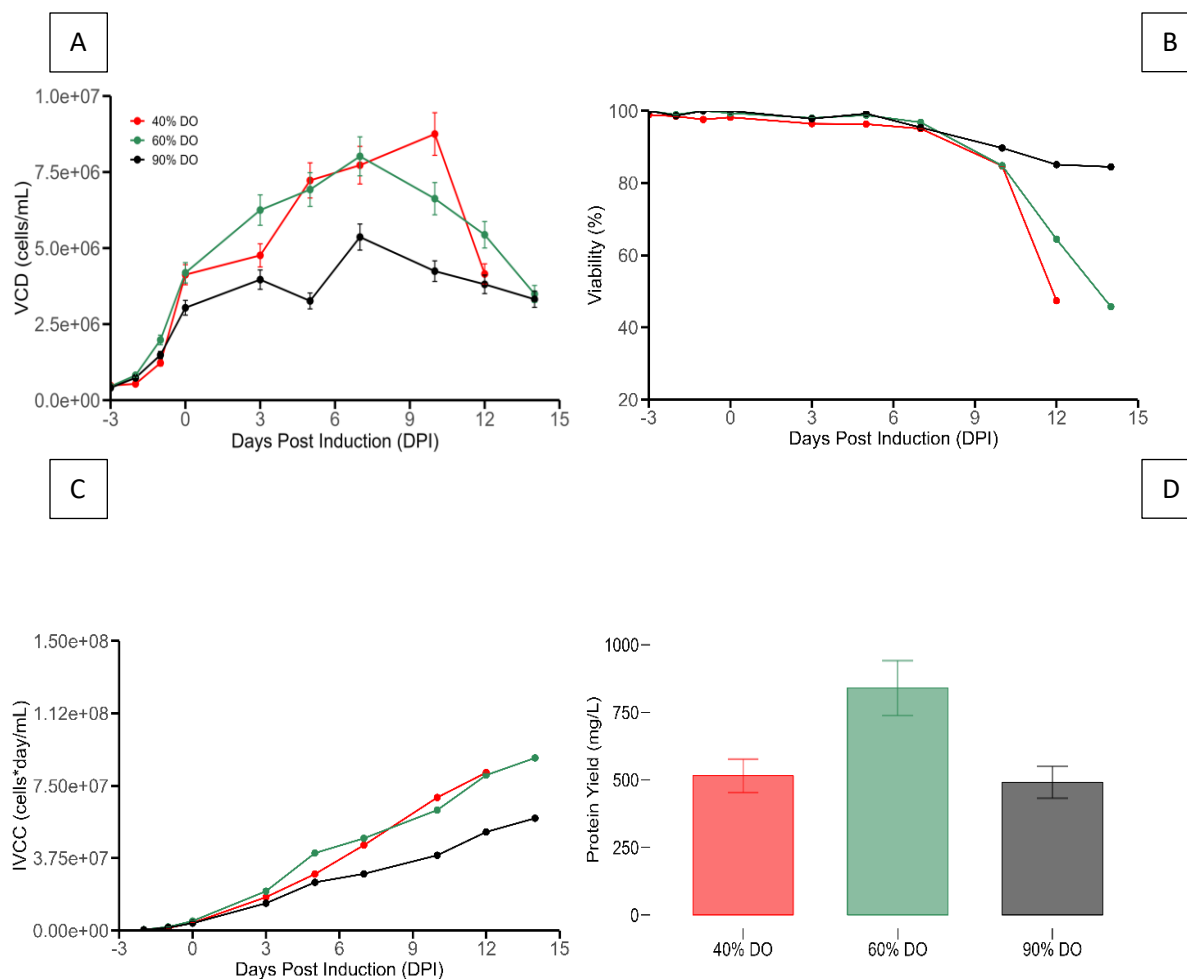 A
B
1.0e+07
7.5e+06
5.0e+06
2.5e+06
0.0e+00
VCD (cells/mL)
40% DO
60% DO
90% DO
-3 0 3 6 9 12 15
Days Post Induction (DPI)
100
80
60
40
20
Viability (%)
-3 0 3 6 9 12 15
Days Post Induction (DPI)
C
D
1.50e+08
1.12e+08
7.50e+07
3.75e+07
0.00e+00
IVCC (cells*day/mL)
-3 0 3 6 9 12 15
Days Post Induction (DPI)
1000
750
500
250
0
Protein Yield (mg/L)
40% DO 60% DO 90% DO